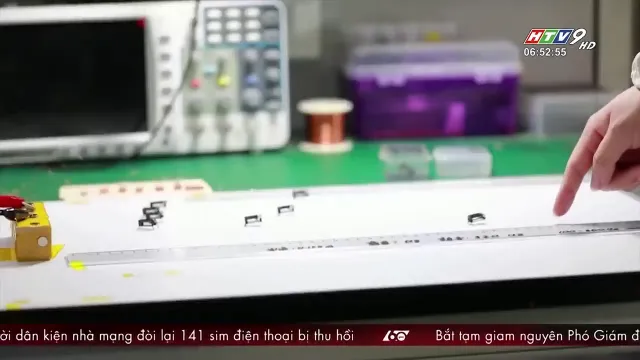 HTV9 HD
06:52:55
ời dân kiện nhà mạng đòi lại 141 sim điện thoại bị thu hồi 60 Bắt tạm giam nguyên Phó Giám đ